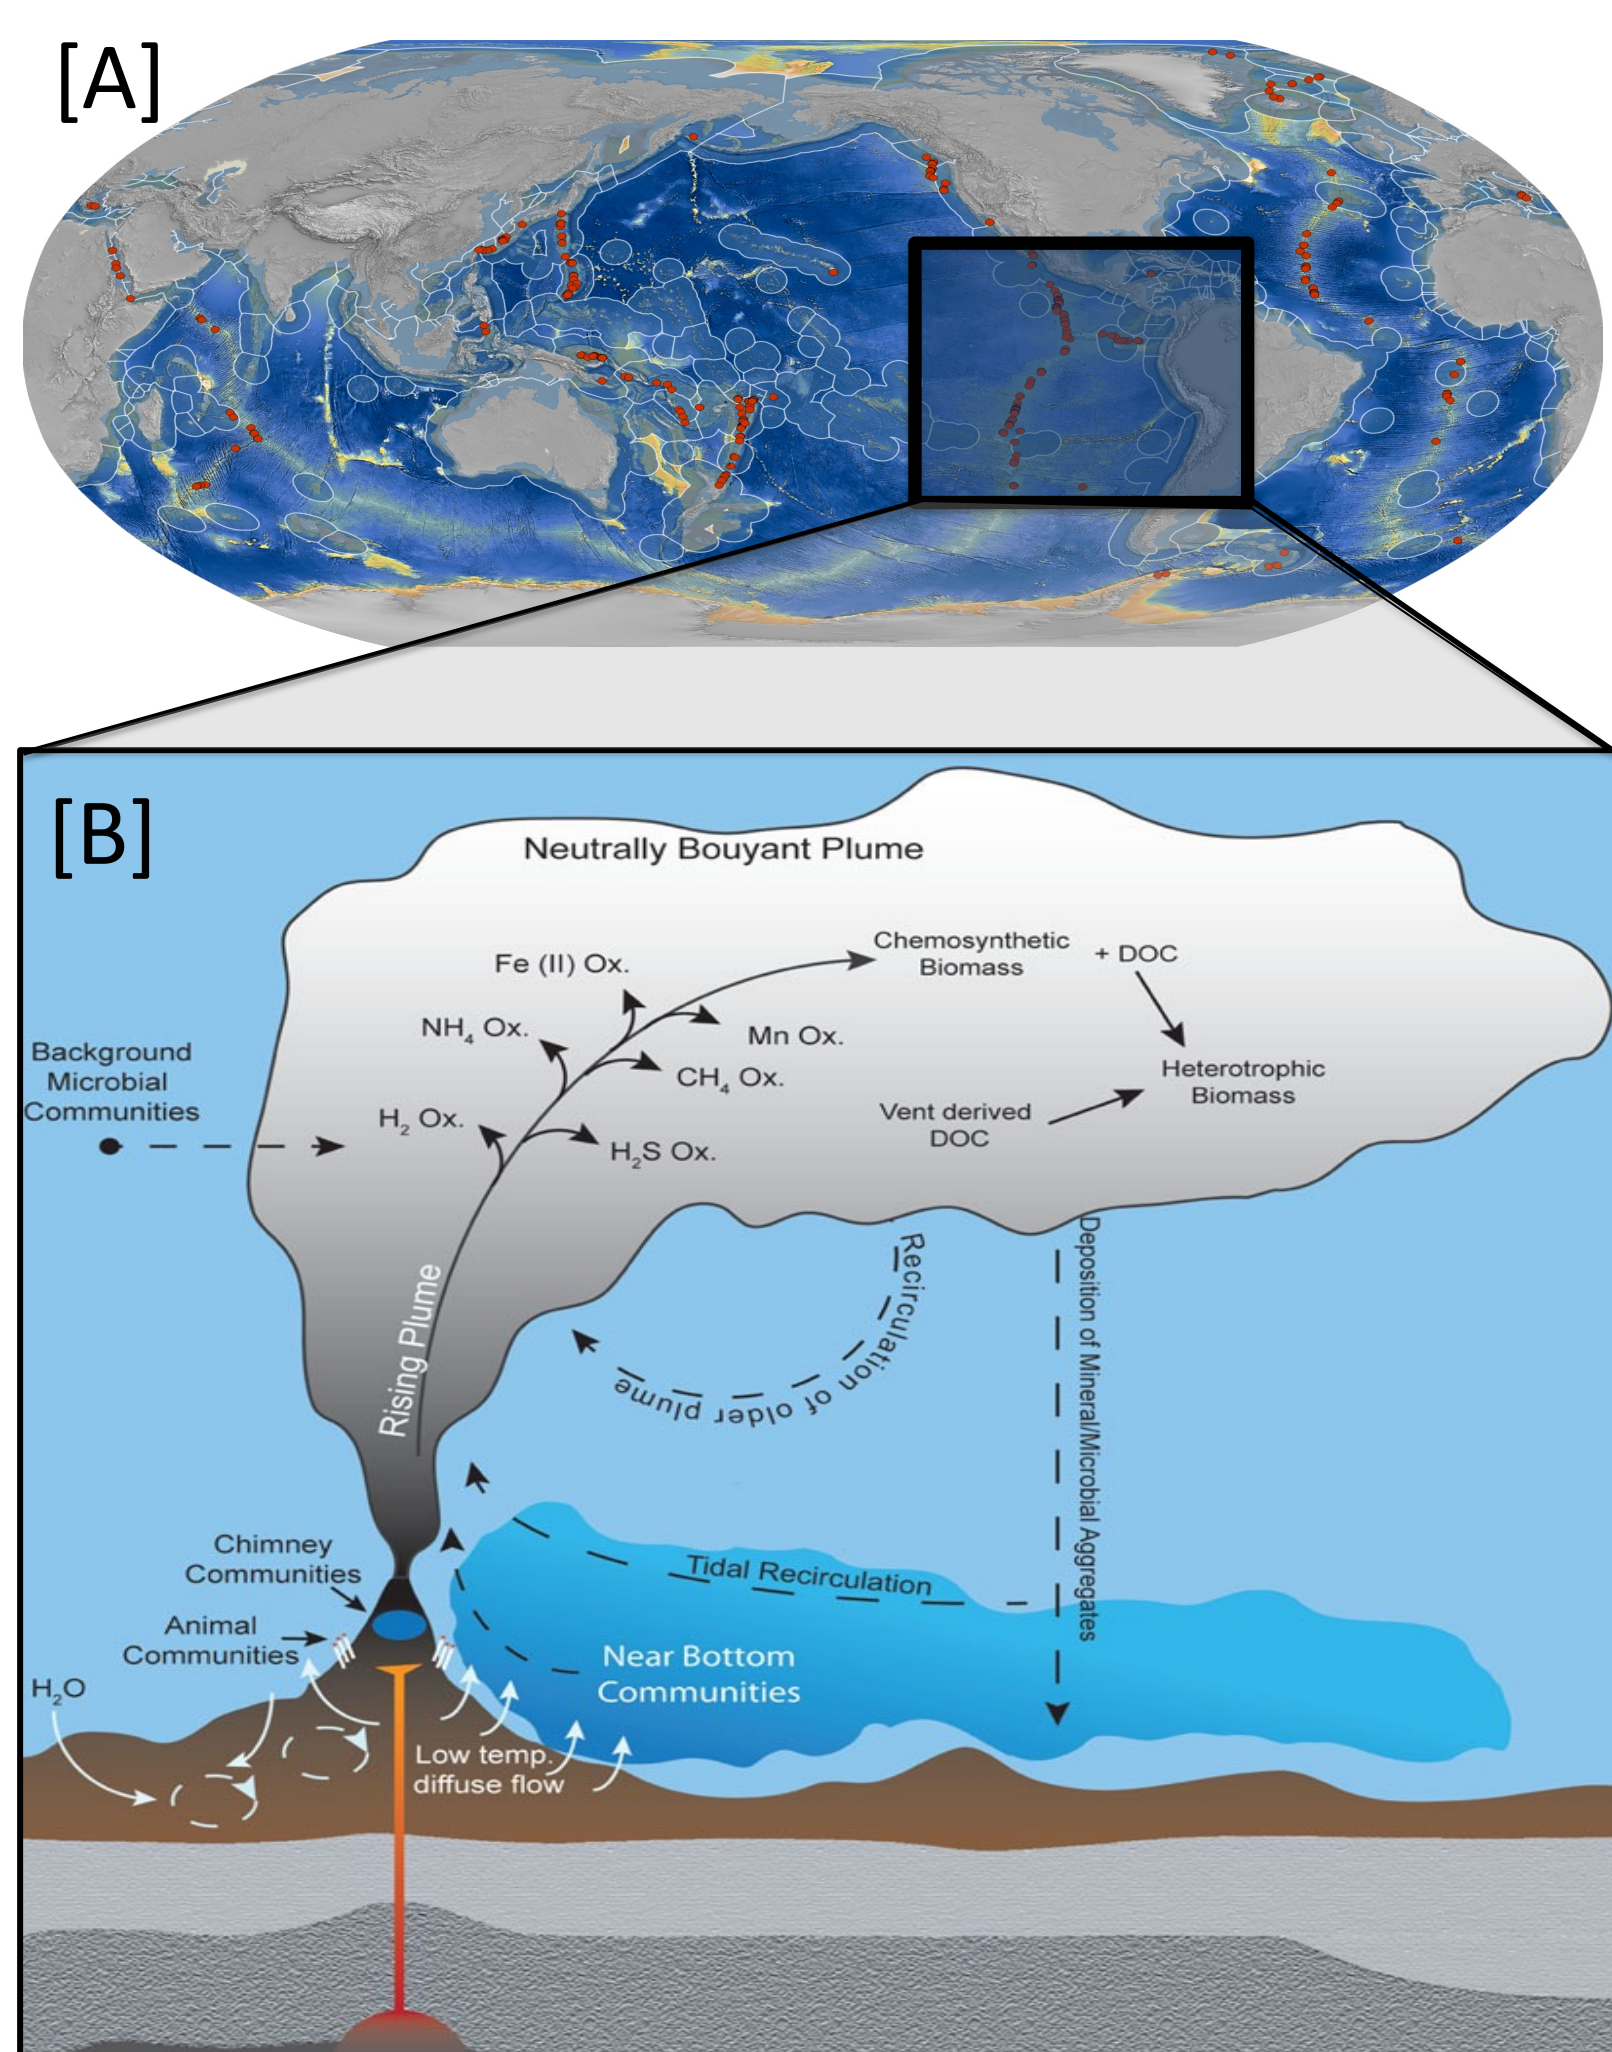 [A]
[B]
Neutrally Bouyant Plume
Chemosynthetic
Biomass
+ DOC
Fe (II) Ox.
NH₄ Ox.
Mn Ox.
CH₄ Ox.
Heterotrophic
Biomass
Background
Microbial
Communities
H₂ Ox.
Vent derived
DOC
H₂S Ox.
Rising Plume
Recirculation of older plume
Deposition of Mineral/Microbial Aggregates
Chimney
Communities
Tidal Recirculation
Animal
Communities
Near Bottom
Communities
H₂O
Low temp.
diffuse flow